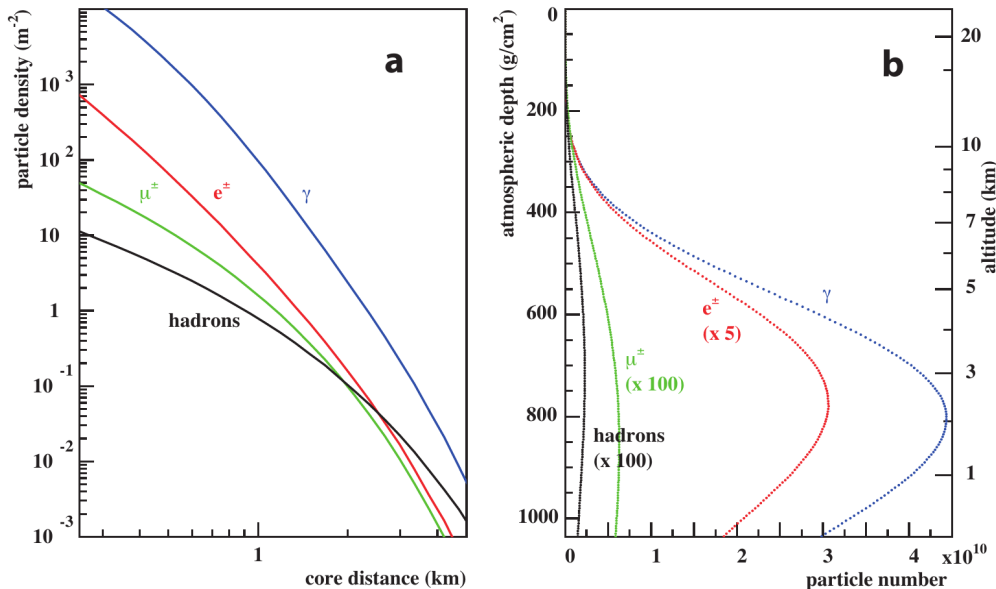 particle density (m⁻²)
10³
10²
10
1
10⁻¹
10⁻²
10⁻³
a
μ±
e±
γ
hadrons
1
core distance (km)
atmospheric depth (g/cm²)
0
200
400
600
800
1000
b
γ
e±
(x 5)
μ±
(x 100)
hadrons
(x 100)
20
10
7
5
3
2
1
altitude (km)
0
1
2
3
4
x10¹⁰
particle number